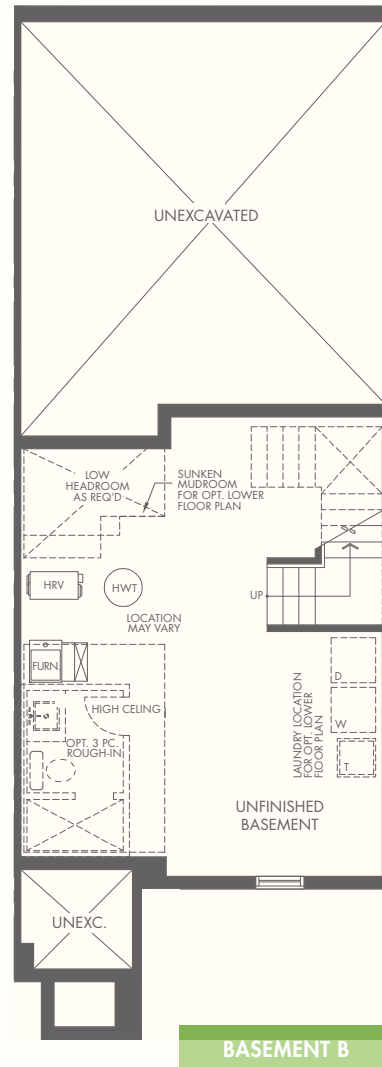 UNEXCAVATED
LOW
HEADROOM
AS REQ'D
SUNKEN
MUDROOM
FOR OPT. LOWER
FLOOR PLAN
HRV
HWT
LOCATION
MAY VARY
UP
FURN.
HIGH CELING
OPT. 3 PC.
ROUGH-IN
LAUNDRY LOCATION
FOR OPT. LOWER
FLOOR PLAN
D
W
T
UNFINISHED
BASEMENT
UNEXC.
BASEMENT B